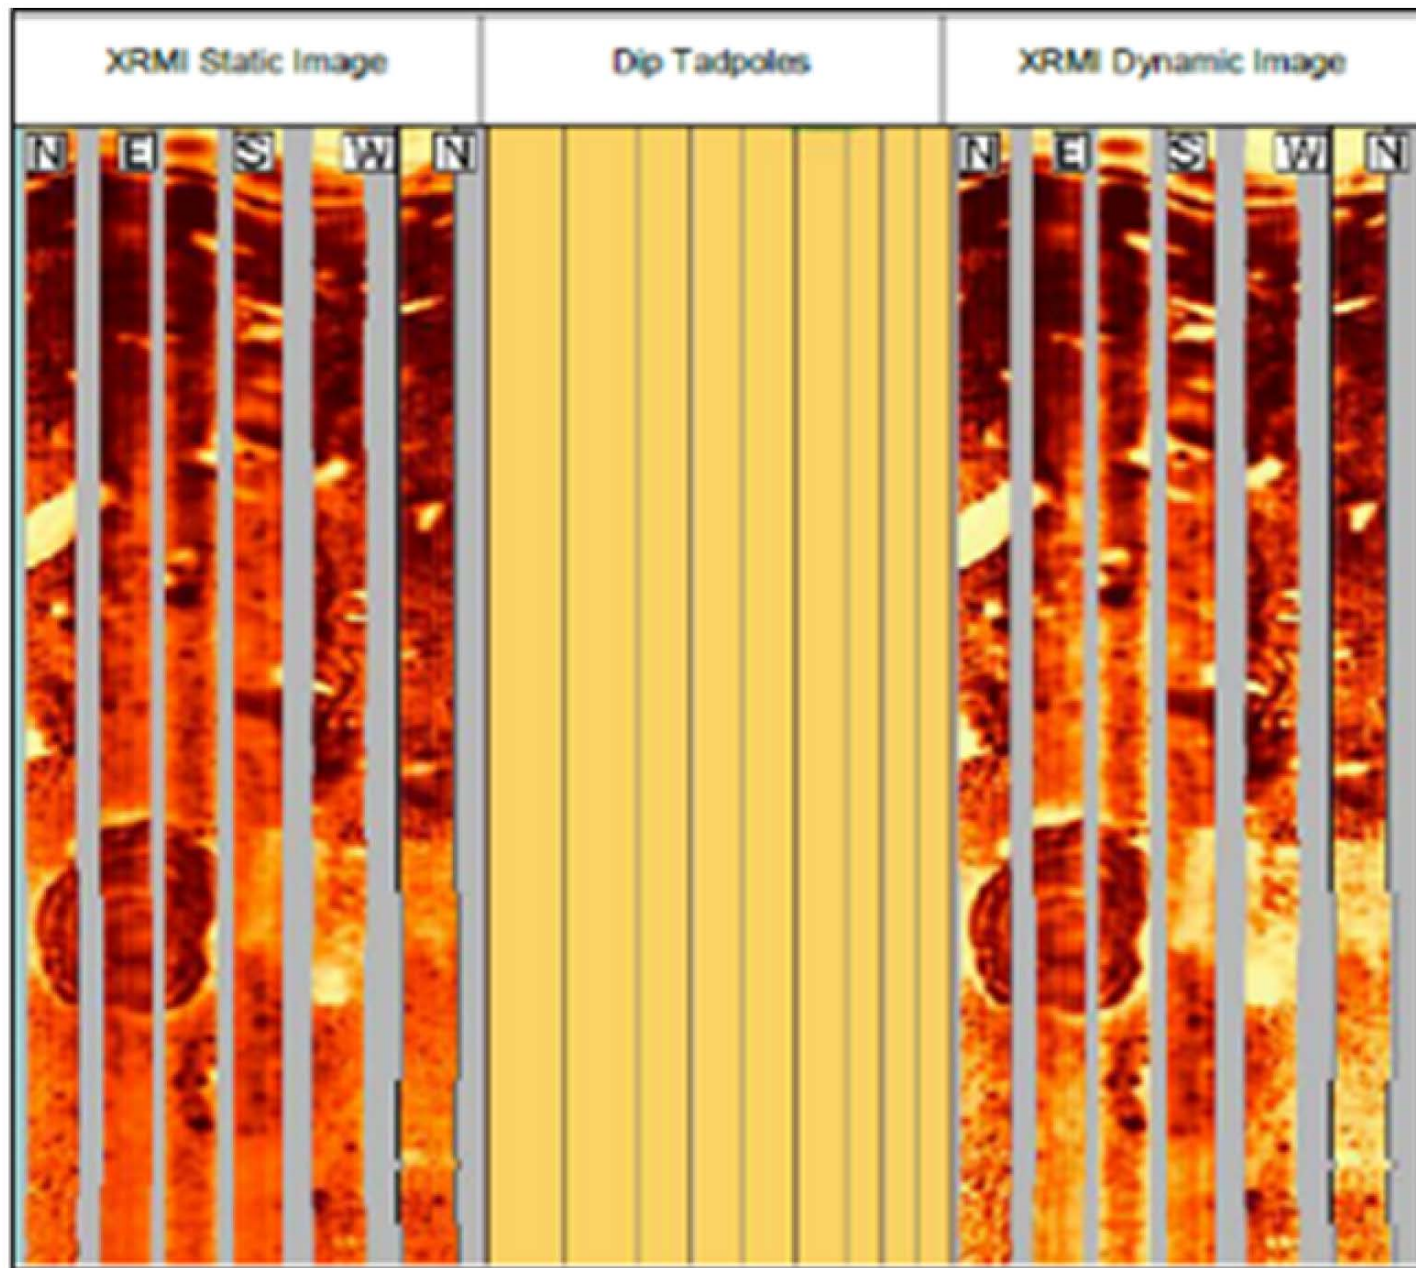 XRMI Static Image
Dip Tadpoles
XRMI Dynamic Image
N E S W N
N E S W N